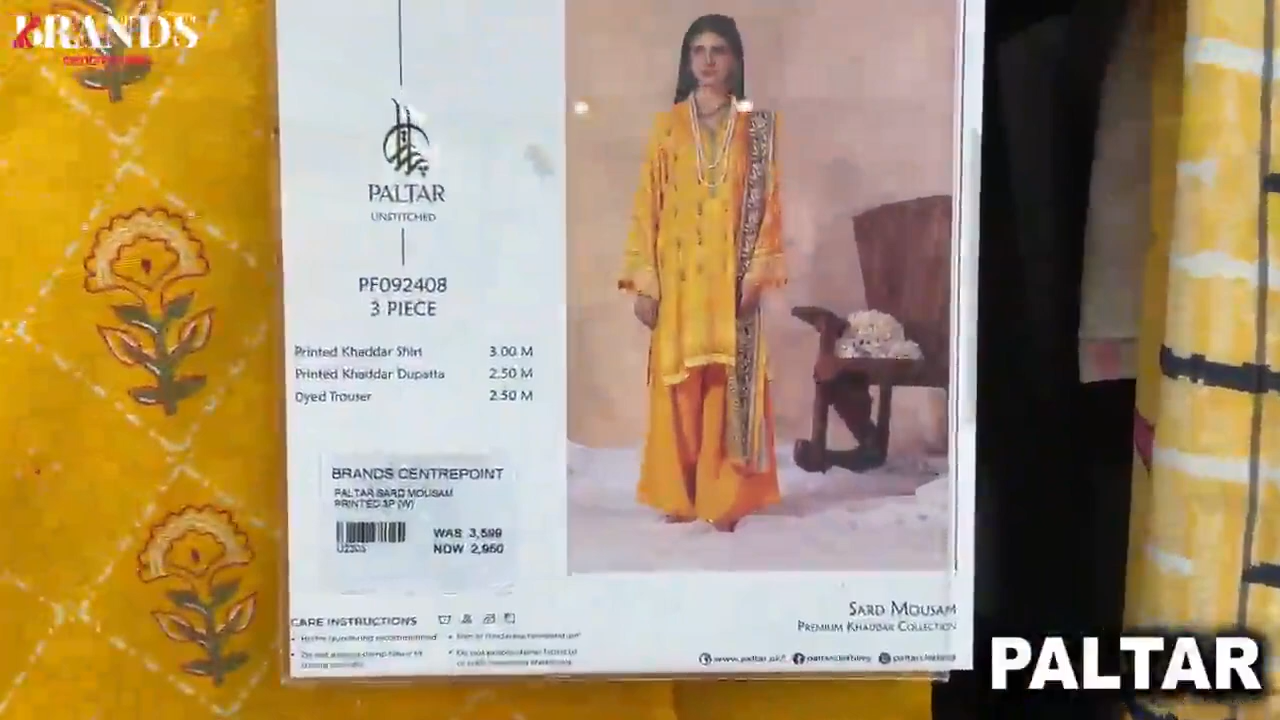 BRANDS
PALTAR
UNSTITCHED
PF092408
3 PIECE
Printed Khaddar Shirt 3.00 M
Printed Khaddar Dupatta 2.50 M
Dyed Trouser 2.50 M
BRANDS CENTREPOINT
PALTAR SARD MOUSAM
PRINTED 3P (W)
WAS 3,599
NOW 2,950
CARE INSTRUCTIONS
SARD MOUSAM
PREMIUM KHADDAR COLLECTION
PALTAR